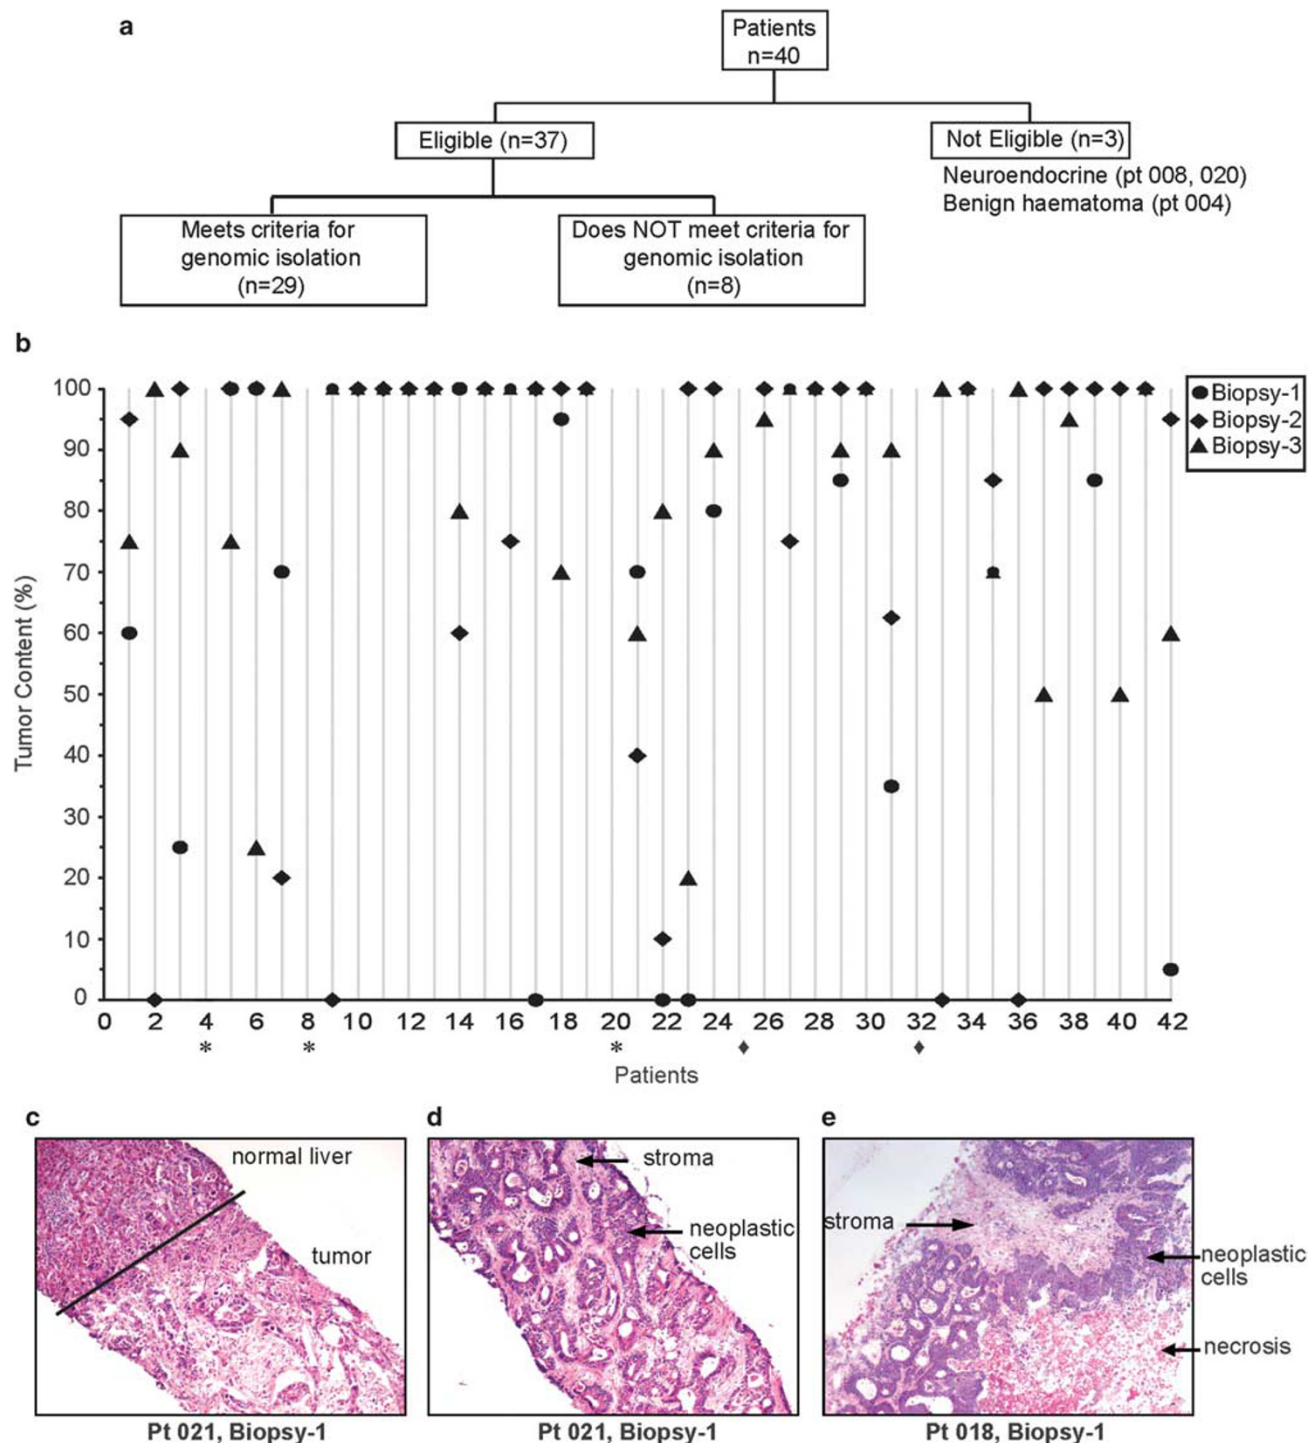 a
Patients
n=40
Eligible (n=37)
Not Eligible (n=3)
Neuroendocrine (pt 008, 020)
Benign haematoma (pt 004)
Meets criteria for
genomic isolation
(n=29)
Does NOT meet criteria for
genomic isolation
(n=8)
b
100
90
80
70
60
50
40
30
20
10
0
Tumor Content (%)
0 2 4 6 8 10 12 14 16 18 20 22 24 26 28 30 32 34 36 38 40 42
* * * ♦ ♦
Patients
Biopsy-1
Biopsy-2
Biopsy-3
c
normal liver
tumor
Pt 021, Biopsy-1
d
stroma
neoplastic
cells
Pt 021, Biopsy-1
e
stroma
neoplastic
cells
necrosis
Pt 018, Biopsy-1